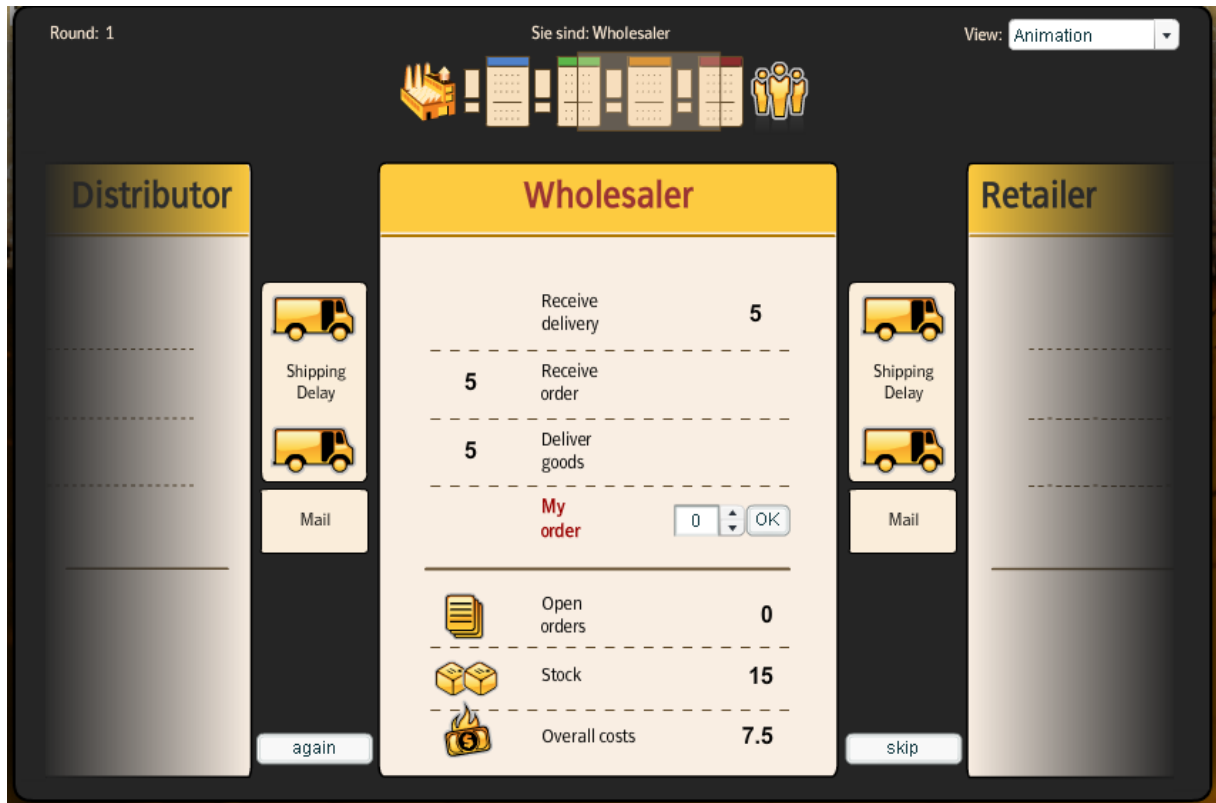 Round: 1
Sie sind: Wholesaler
View: Animation
Distributor
Wholesaler
Retailer
Receive
delivery
5
5
Receive
order
5
Deliver
goods
My
order
0
OK
Shipping
Delay
Mail
Shipping
Delay
Mail
Open
orders
0
Stock
15
Overall costs
7.5
again
skip